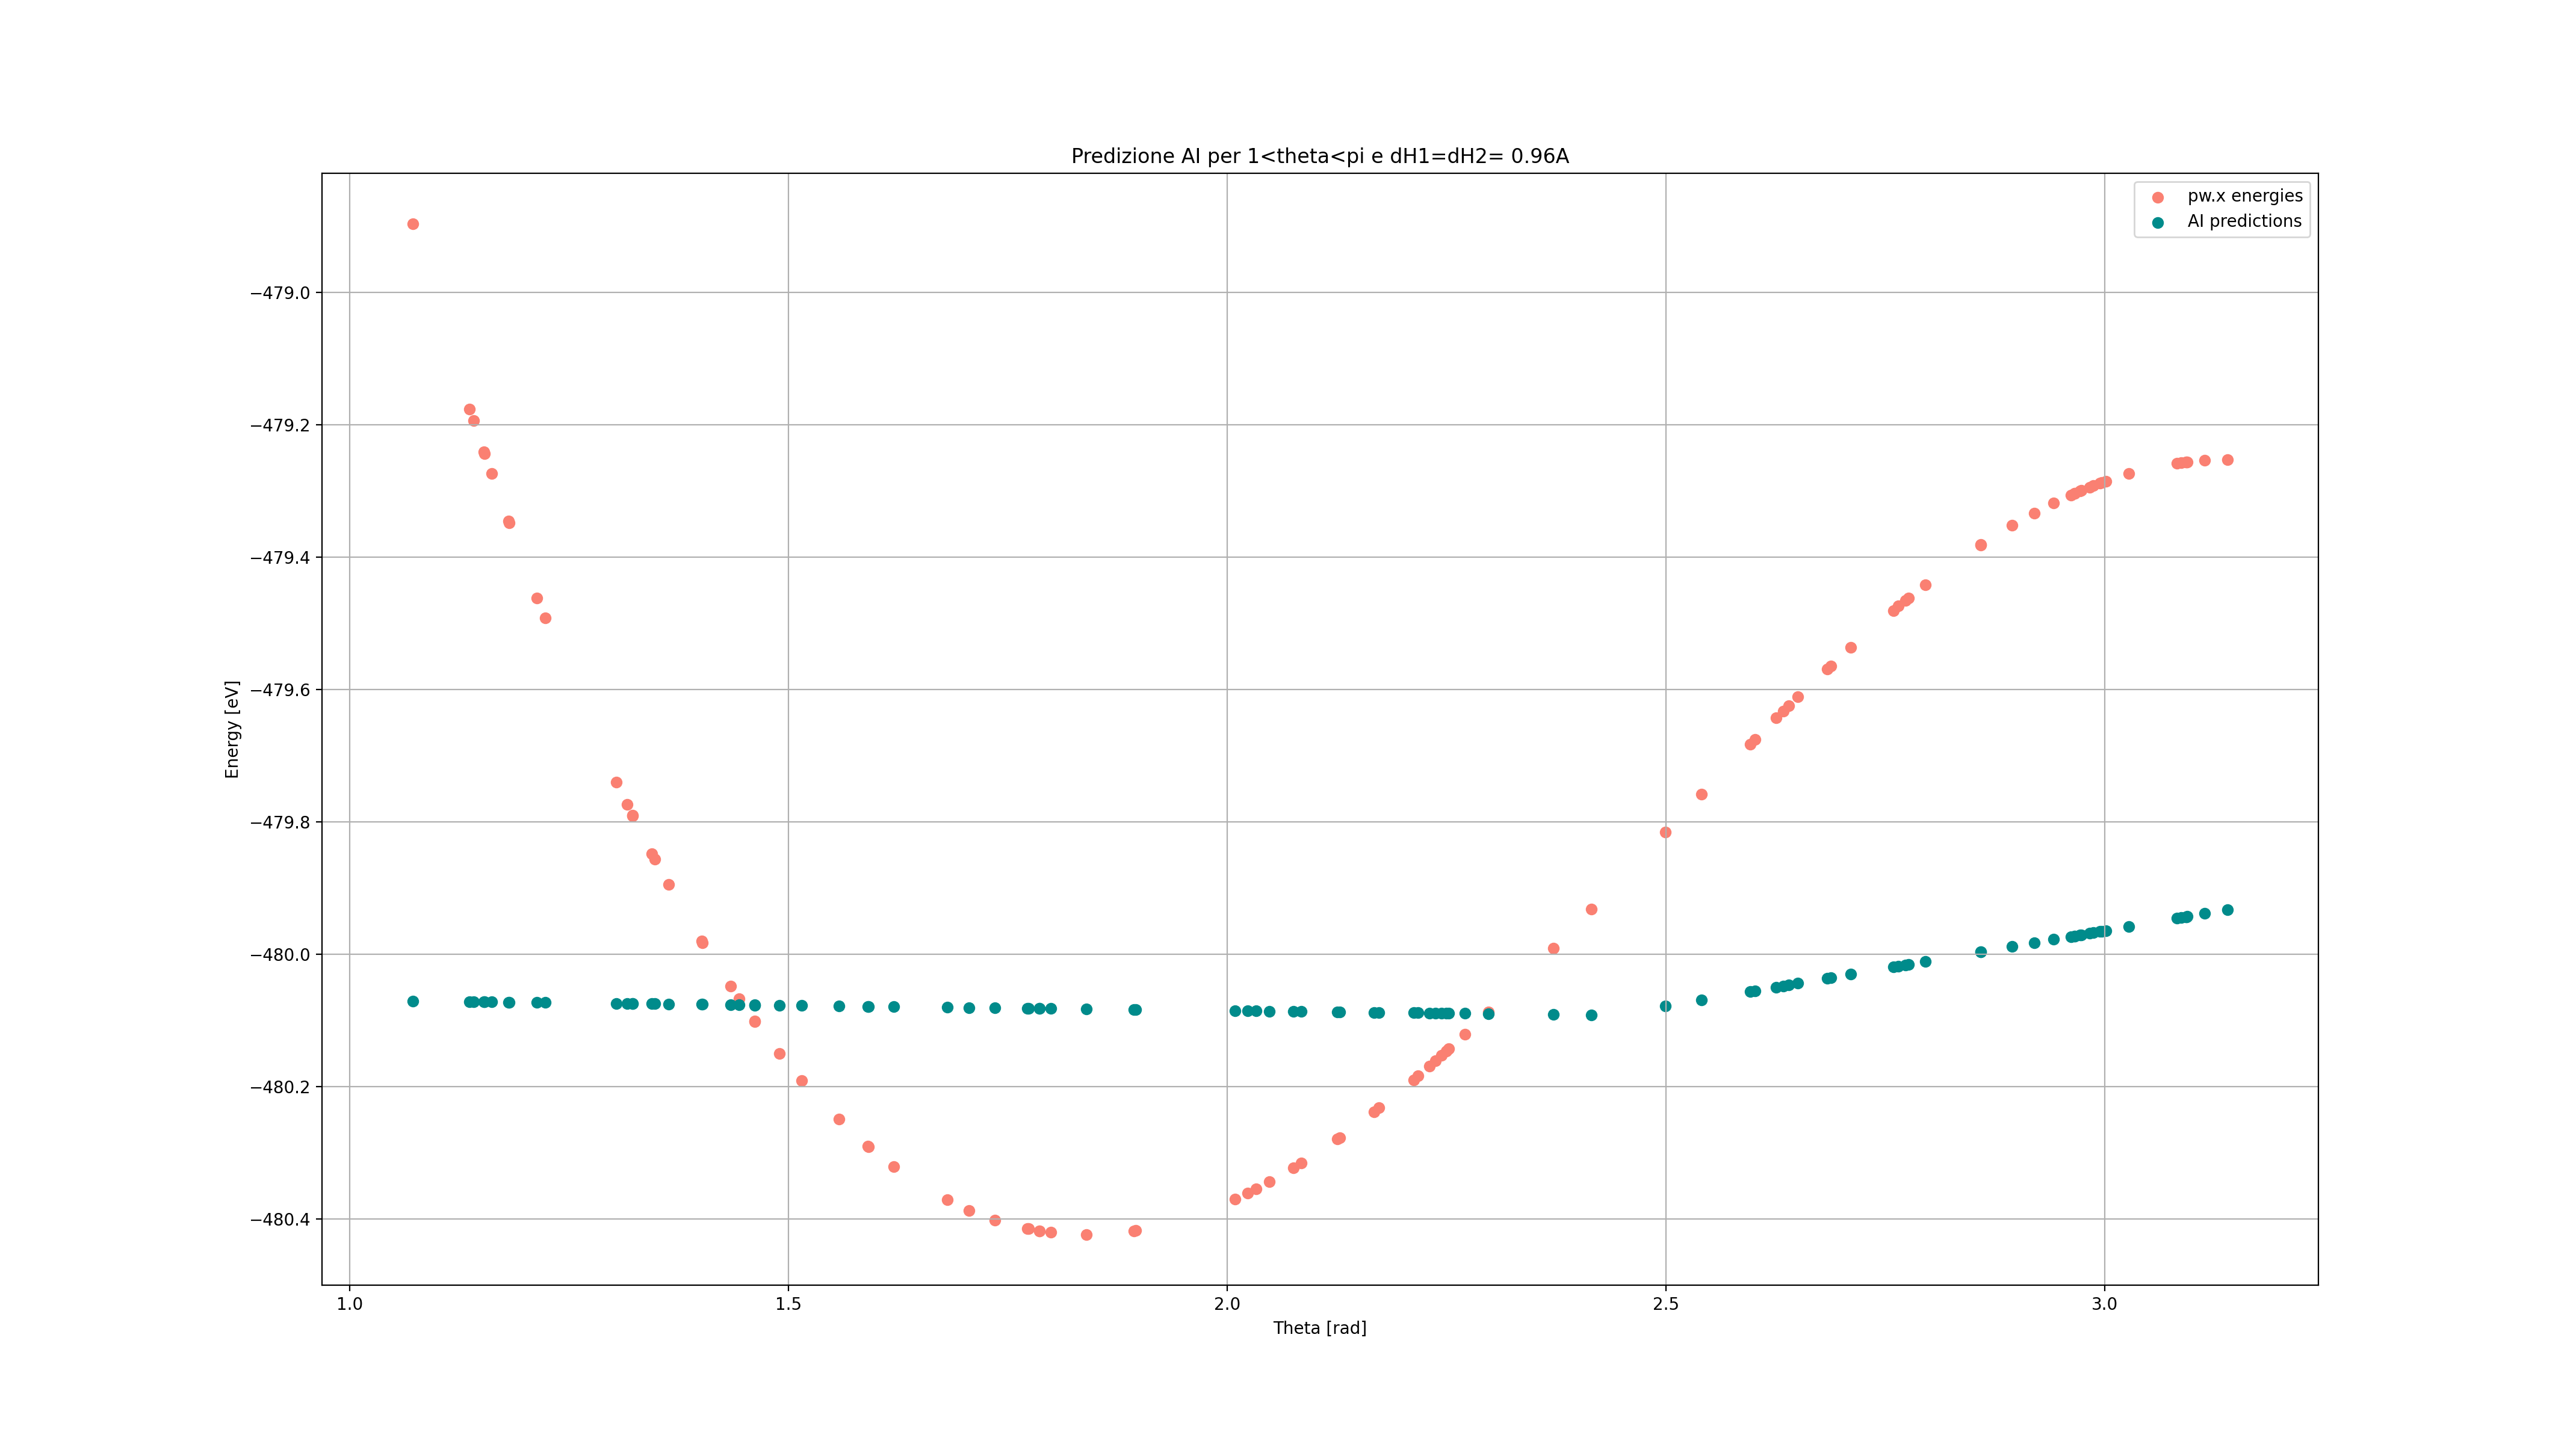 Predizione AI per 1<theta<pi e dH1=dH2= 0.96A
pw.x energies
AI predictions
−479.0
−479.2
−479.4
−479.6
−479.8
−480.0
−480.2
−480.4
Energy [eV]
1.0 1.5 2.0 2.5 3.0
Theta [rad]